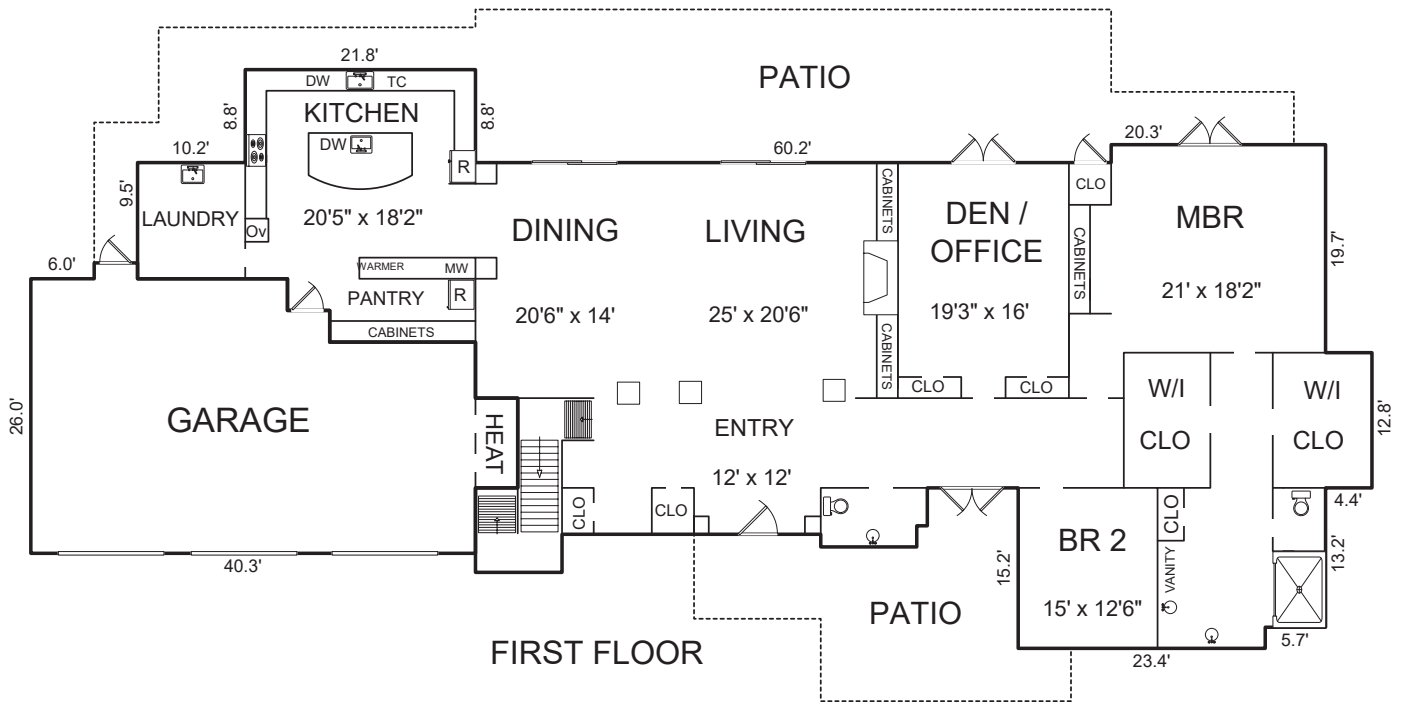 21.8'
DW
TC
PATIO
KITCHEN
8.8'
8.8'
DW
10.2'
60.2'
20.3'
R
CABINETS
CLO
9.5'
LAUNDRY
20'5" x 18'2"
Ov
DINING
LIVING
DEN /
OFFICE
CABINETS
MBR
19.7'
6.0'
WARMER
MW
PANTRY
R
CABINETS
20'6" x 14'
25' x 20'6"
19'3" x 16'
21' x 18'2"
CABINETS
CLO
CLO
26.0'
GARAGE
HEAT
ENTRY
12' x 12'
W/I
CLO
W/I
CLO
12.8'
CLO
CLO
CLO
4.4'
40.3'
15.2'
BR 2
15' x 12'6"
VANITY
13.2'
PATIO
5.7'
23.4'
FIRST FLOOR